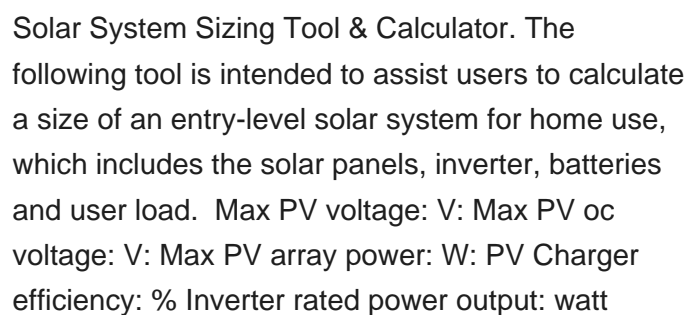 Solar System Sizing Tool & Calculator. The
following tool is intended to assist users to calculate
a size of an entry-level solar system for home use,
which includes the solar panels, inverter, batteries
and user load.  Max PV voltage: V: Max PV oc
voltage: V: Max PV array power: W: PV Charger
efficiency: % Inverter rated power output: watt